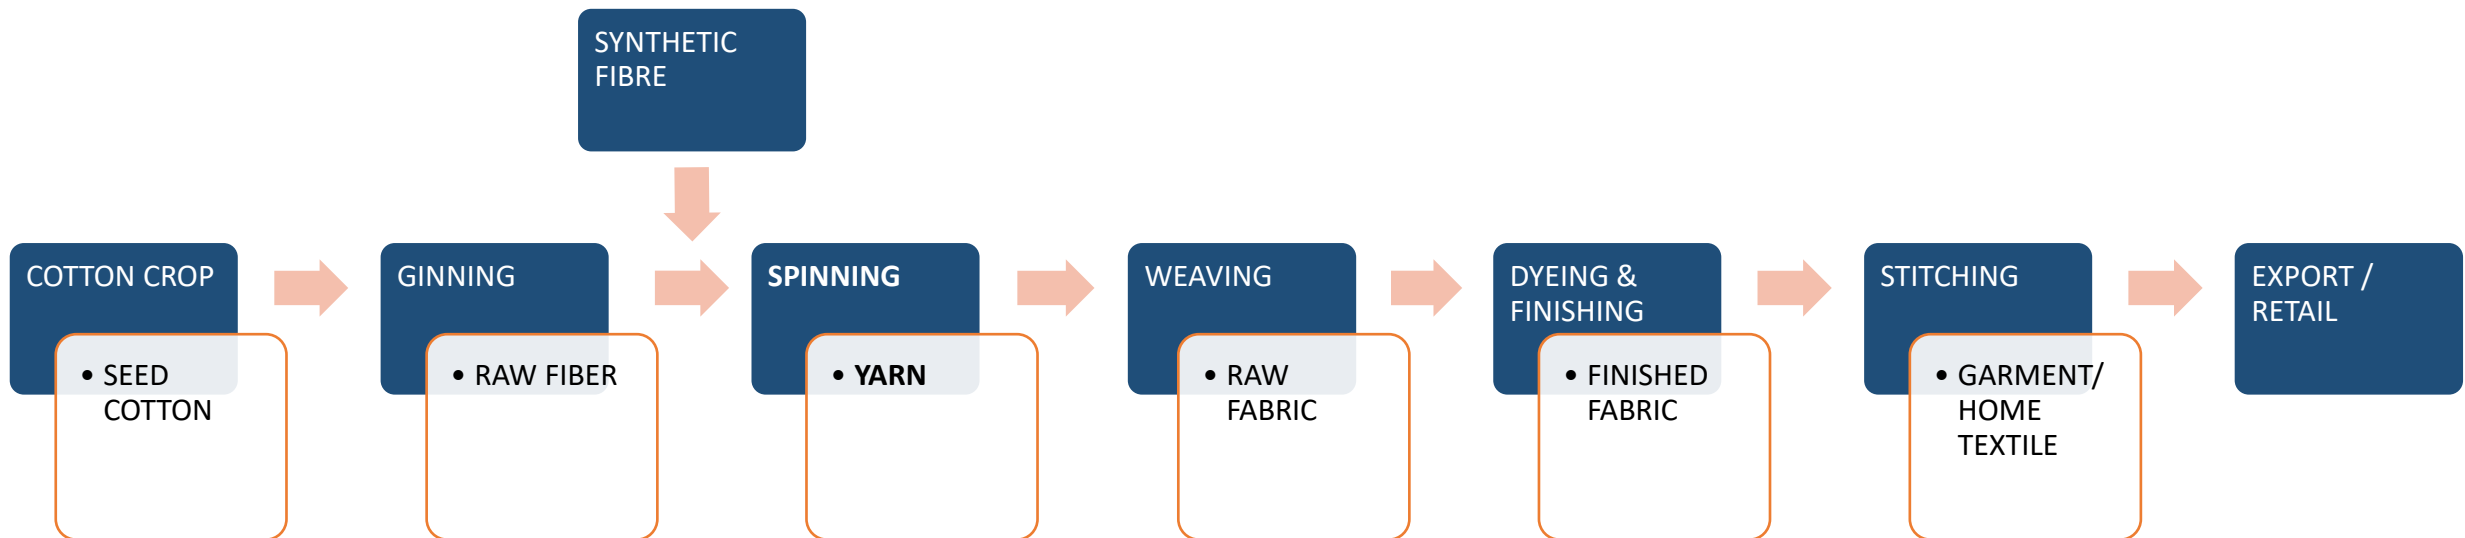 SYNTHETIC
FIBRE
COTTON CROP
• SEED
COTTON
GINNING
• RAW FIBER
SPINNING
• YARN
WEAVING
• RAW
FABRIC
DYEING &
FINISHING
• FINISHED
FABRIC
STITCHING
• GARMENT/
HOME
TEXTILE
EXPORT /
RETAIL